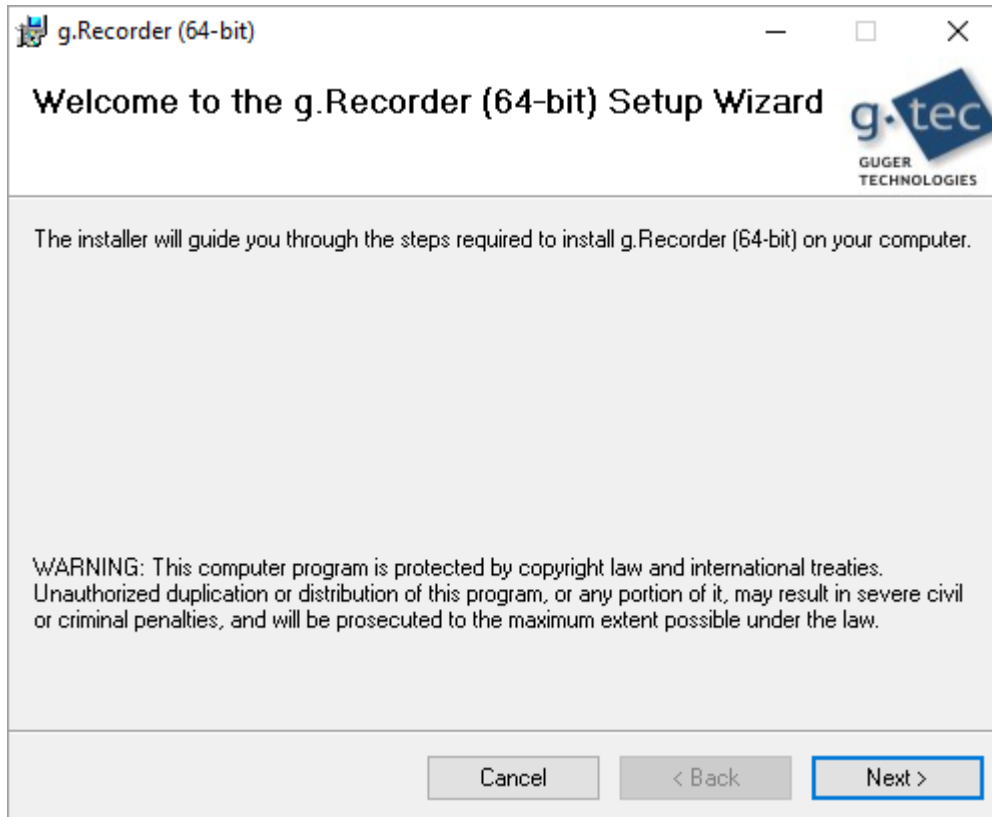 g.Recorder (64-bit)
Welcome to the g.Recorder (64-bit) Setup Wizard
g.tec
GUGER
TECHNOLOGIES
The installer will guide you through the steps required to install g.Recorder (64-bit) on your computer.
WARNING: This computer program is protected by copyright law and international treaties.
Unauthorized duplication or distribution of this program, or any portion of it, may result in severe civil
or criminal penalties, and will be prosecuted to the maximum extent possible under the law.
Cancel
< Back
Next >